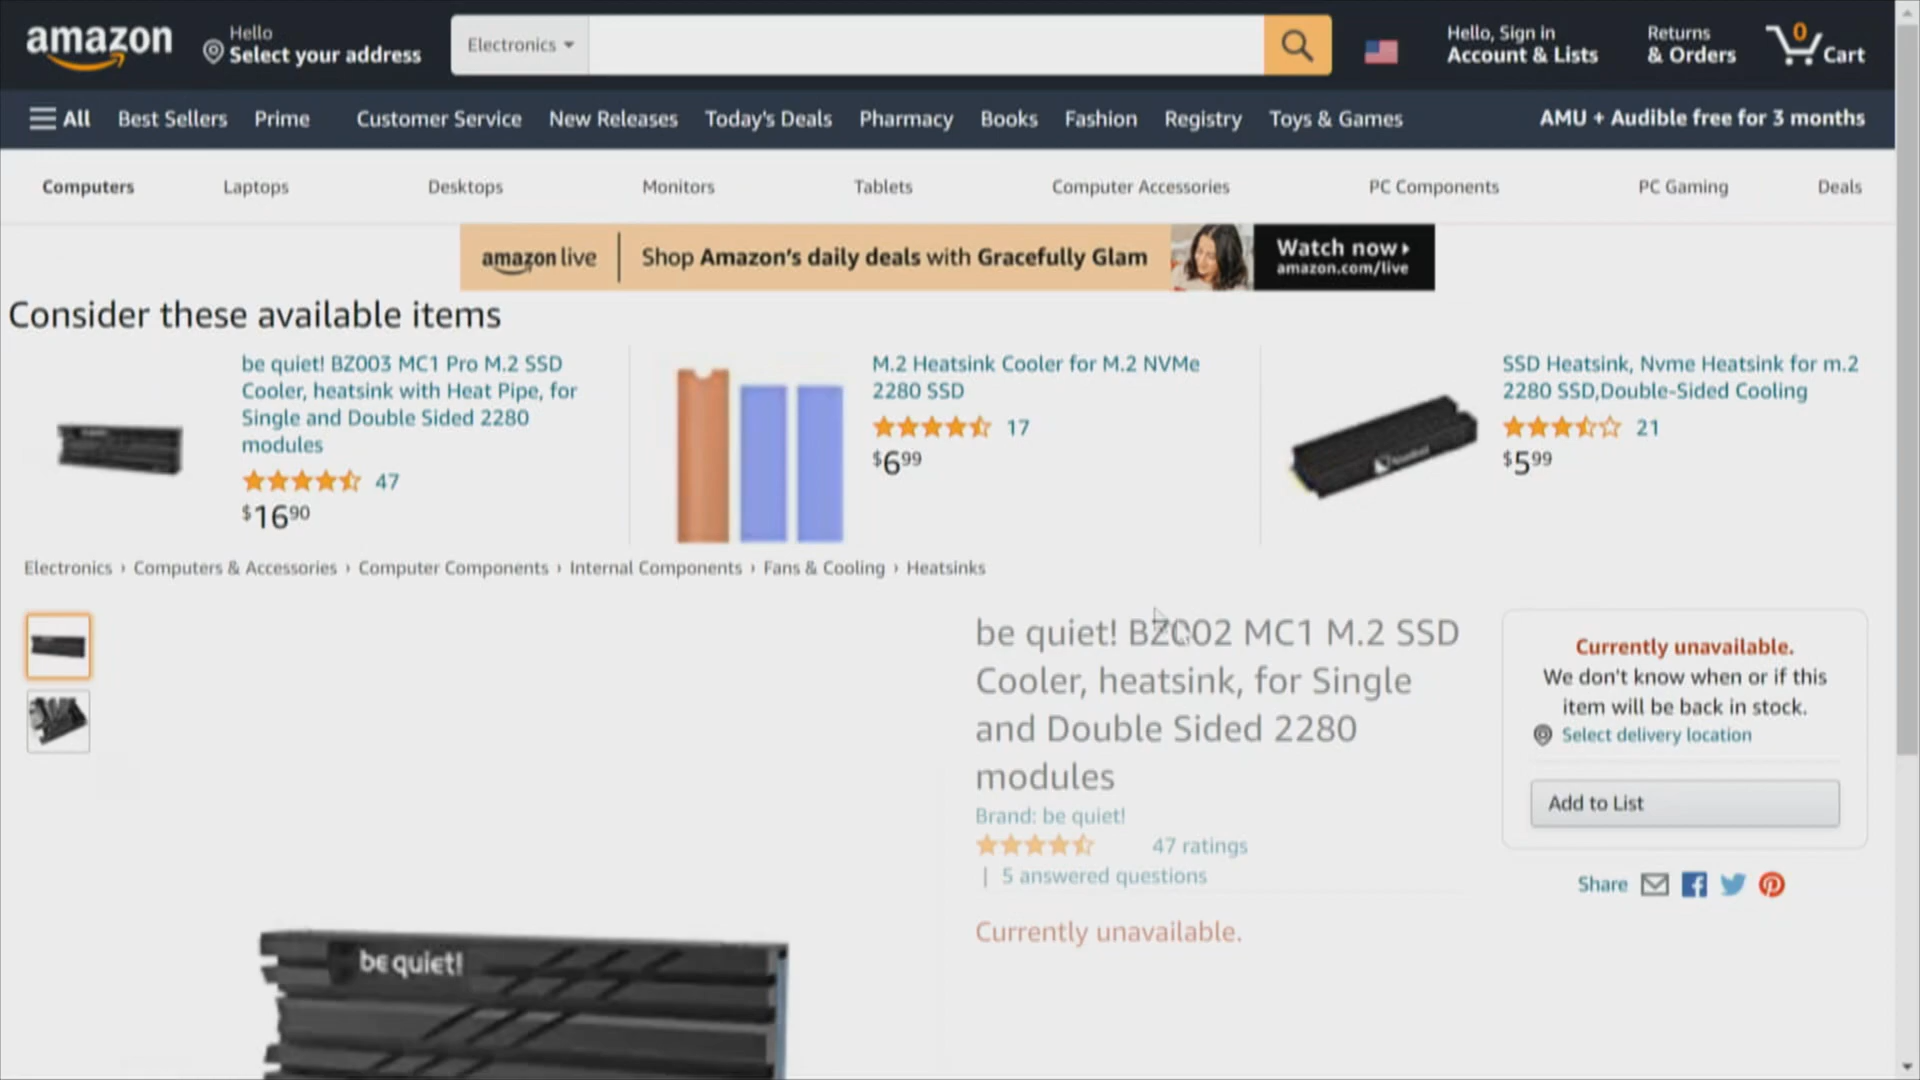 amazon
Hello
Select your address
Electronics
Hello, Sign in
Account & Lists
Returns
& Orders
0
Cart
All
Best Sellers
Prime
Customer Service
New Releases
Today's Deals
Pharmacy
Books
Fashion
Registry
Toys & Games
AMU + Audible free for 3 months
Computers
Laptops
Desktops
Monitors
Tablets
Computer Accessories
PC Components
PC Gaming
Deals
amazon live
Shop Amazon's daily deals with Gracefully Glam
Watch now
amazon.com/live
Consider these available items
be quiet! BZ003 MC1 Pro M.2 SSD
Cooler, heatsink with Heat Pipe, for
Single and Double Sided 2280
modules
47
$16 90
M.2 Heatsink Cooler for M.2 NVMe
2280 SSD
17
$6 99
SSD Heatsink, Nvme Heatsink for m.2
2280 SSD,Double-Sided Cooling
21
$5 99
Electronics › Computers & Accessories › Computer Components › Internal Components › Fans & Cooling › Heatsinks
be quiet! BZ002 MC1 M.2 SSD
Cooler, heatsink, for Single
and Double Sided 2280
modules
Brand: be quiet!
47 ratings
| 5 answered questions
Currently unavailable.
Currently unavailable.
We don't know when or if this
item will be back in stock.
Select delivery location
Add to List
Share
be quiet!